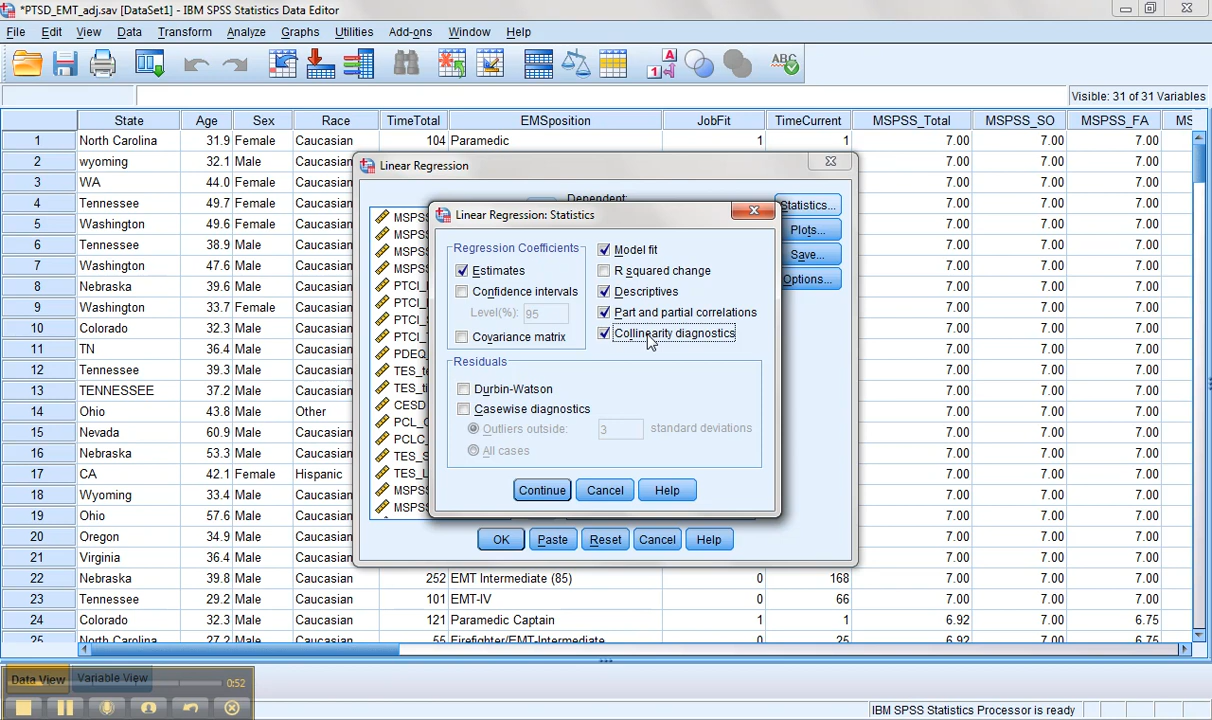 *PTSD_EMT_adj.sav [DataSet1] - IBM SPSS Statistics Data Editor
File Edit View Data Transform Analyze Graphs Utilities Add-ons Window Help
Visible: 31 of 31 Variables
State Age Sex Race TimeTotal EMSposition JobFit TimeCurrent MSPSS_Total MSPSS_SO MSPSS_FA MS
1 North Carolina 31.9 Female Caucasian 104 Paramedic 1 1 7.00 7.00 7.00
2 wyoming 32.1 Male Caucasian 7.00 7.00 7.00
3 WA 44.0 Female Caucasian 7.00 7.00 7.00
4 Tennessee 49.7 Female Caucasian 7.00 7.00 7.00
5 Washington 49.6 Female Caucasian 7.00 7.00 7.00
6 Tennessee 38.9 Male Caucasian 7.00 7.00 7.00
7 Washington 47.6 Male Caucasian 7.00 7.00 7.00
8 Nebraska 39.6 Male Caucasian 7.00 7.00 7.00
9 Washington 33.7 Female Caucasian 7.00 7.00 7.00
10 Colorado 32.3 Male Caucasian 7.00 7.00 7.00
11 TN 36.4 Male Caucasian 7.00 7.00 7.00
12 Tennessee 39.3 Male Caucasian 7.00 7.00 7.00
13 TENNESSEE 37.2 Male Caucasian 7.00 7.00 7.00
14 Ohio 43.8 Male Other 7.00 7.00 7.00
15 Nevada 60.9 Male Caucasian 7.00 7.00 7.00
16 Nebraska 53.3 Male Caucasian 7.00 7.00 7.00
17 CA 42.1 Female Hispanic 7.00 7.00 7.00
18 Wyoming 33.4 Male Caucasian 7.00 7.00 7.00
19 Ohio 57.6 Male Caucasian 7.00 7.00 7.00
20 Oregon 34.9 Male Caucasian 7.00 7.00 7.00
21 Virginia 36.4 Male Caucasian 7.00 7.00 7.00
22 Nebraska 39.8 Male Caucasian 252 EMT Intermediate (85) 0 168 7.00 7.00 7.00
23 Tennessee 29.2 Male Caucasian 101 EMT-IV 0 66 7.00 7.00 7.00
24 Colorado 32.3 Male Caucasian 121 Paramedic Captain 1 1 6.92 7.00 6.75
25 North Carolina 27.2 Male Caucasian 55 Firefighter/EMT-Intermediate 0 25 6.92 7.00 6.75
Linear Regression
Dependent:
MSPSS
MSPSS
MSPSS
MSPSS
PTCI_
PTCI_
PTCI_
PTCI_
PDEQ_
TES_te
TES_ti
CESD_
PCL_C
PCLC_
TES_S
TES_L
MSPSS
MSPSS
Statistics...
Plots...
Save...
Options...
OK Paste Reset Cancel Help
Linear Regression: Statistics
Regression Coefficients
Estimates
Confidence intervals
Level(%): 95
Covariance matrix
Model fit
R squared change
Descriptives
Part and partial correlations
Collinearity diagnostics
Residuals
Durbin-Watson
Casewise diagnostics
Outliers outside: 3 standard deviations
All cases
Continue Cancel Help
Data View Variable View
0:52
IBM SPSS Statistics Processor is ready